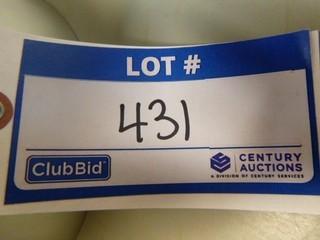 LOT #
431
ClubBid
CENTURY
AUCTIONS
A DIVISION OF CENTURY SERVICES